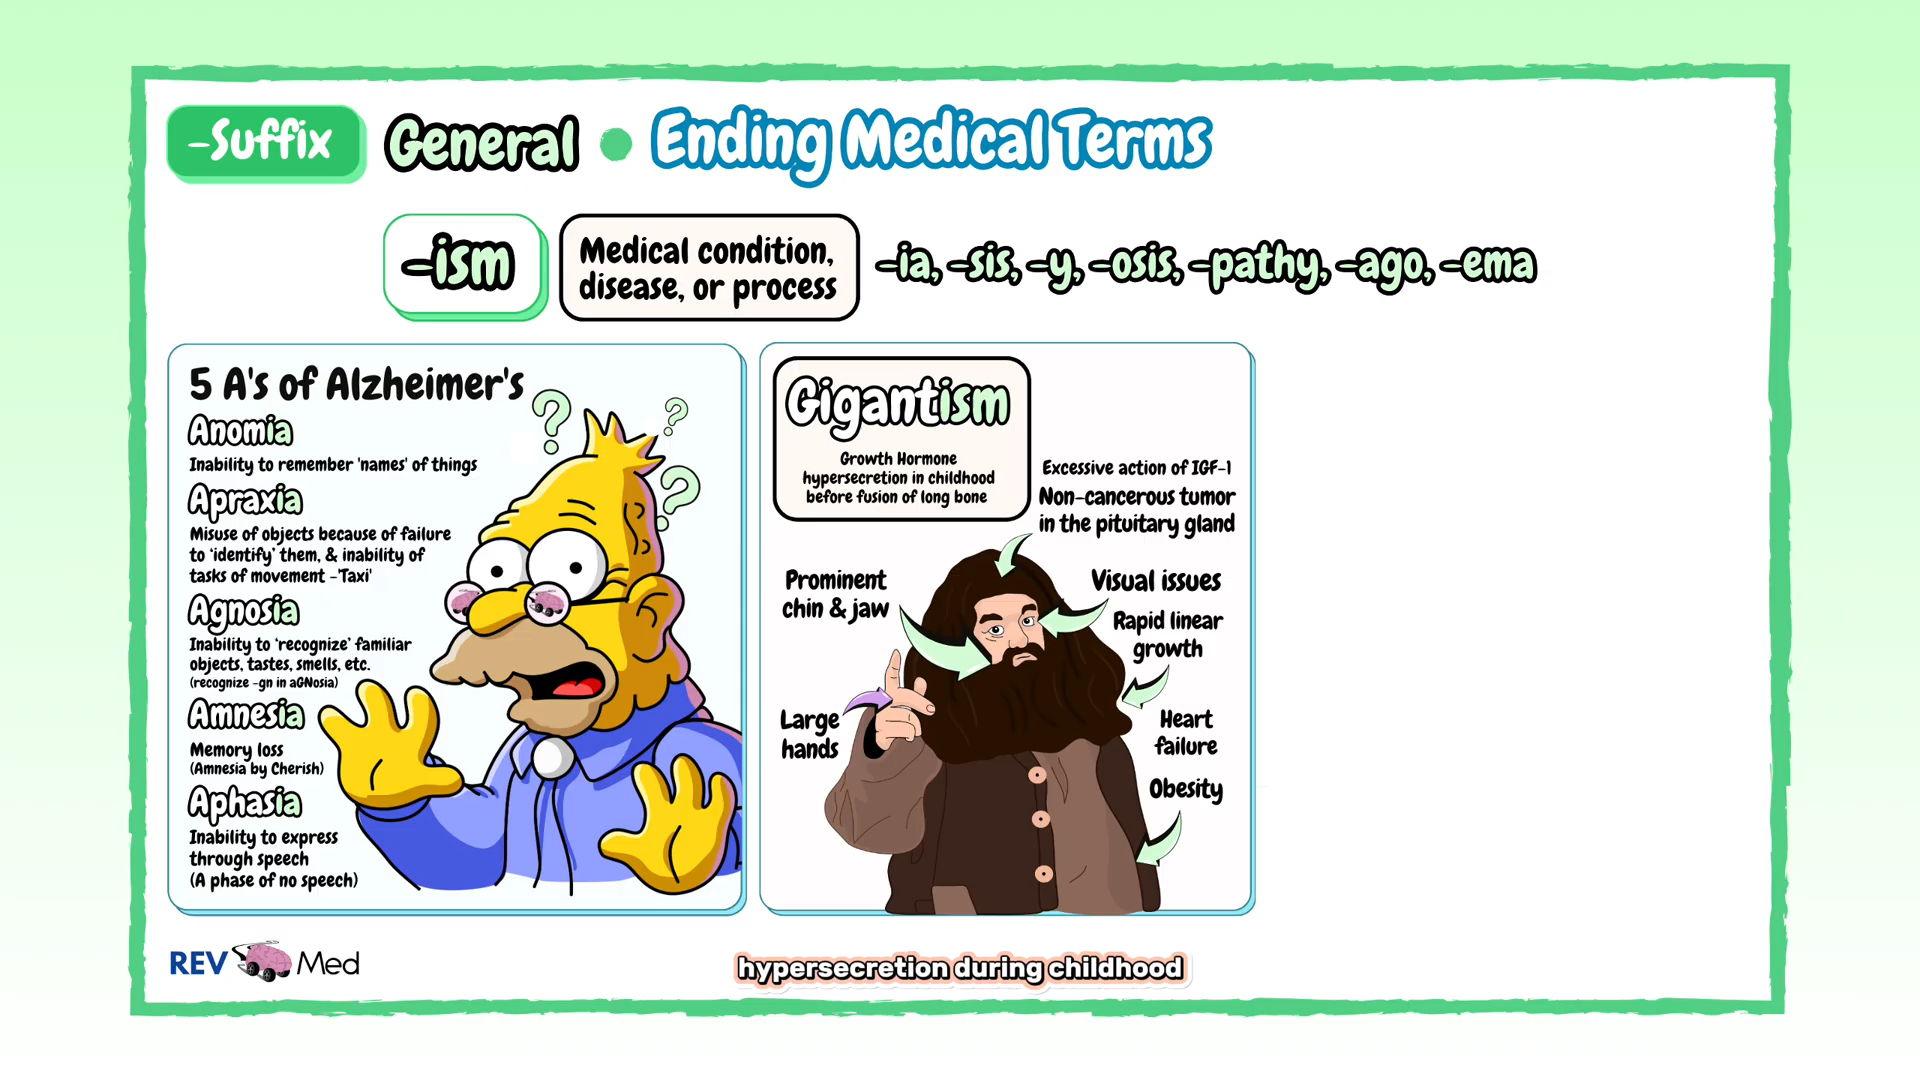 -Suffix General • Ending Medical Terms
-ism
Medical condition,
disease, or process
-ia, -sis, -y, -osis, -pathy, -ago, -ema
5 A's of Alzheimer's
Anomia
Inability to remember 'names' of things
Apraxia
Misuse of objects because of failure
to 'identify' them, & inability of
tasks of movement -'Taxi'
Agnosia
Inability to 'recognize' familiar
objects, tastes, smells, etc.
(recognize -gn in aGNosia)
Amnesia
Memory loss
(Amnesia by Cherish)
Aphasia
Inability to express
through speech
(A phase of no speech)
? ? ?
Gigantism
Growth Hormone
hypersecretion in childhood
before fusion of long bone
Excessive action of IGF-1
Non-cancerous tumor
in the pituitary gland
Prominent
chin & jaw
Visual issues
Rapid linear
growth
Large
hands
Heart
failure
Obesity
REV Med
hypersecretion during childhood